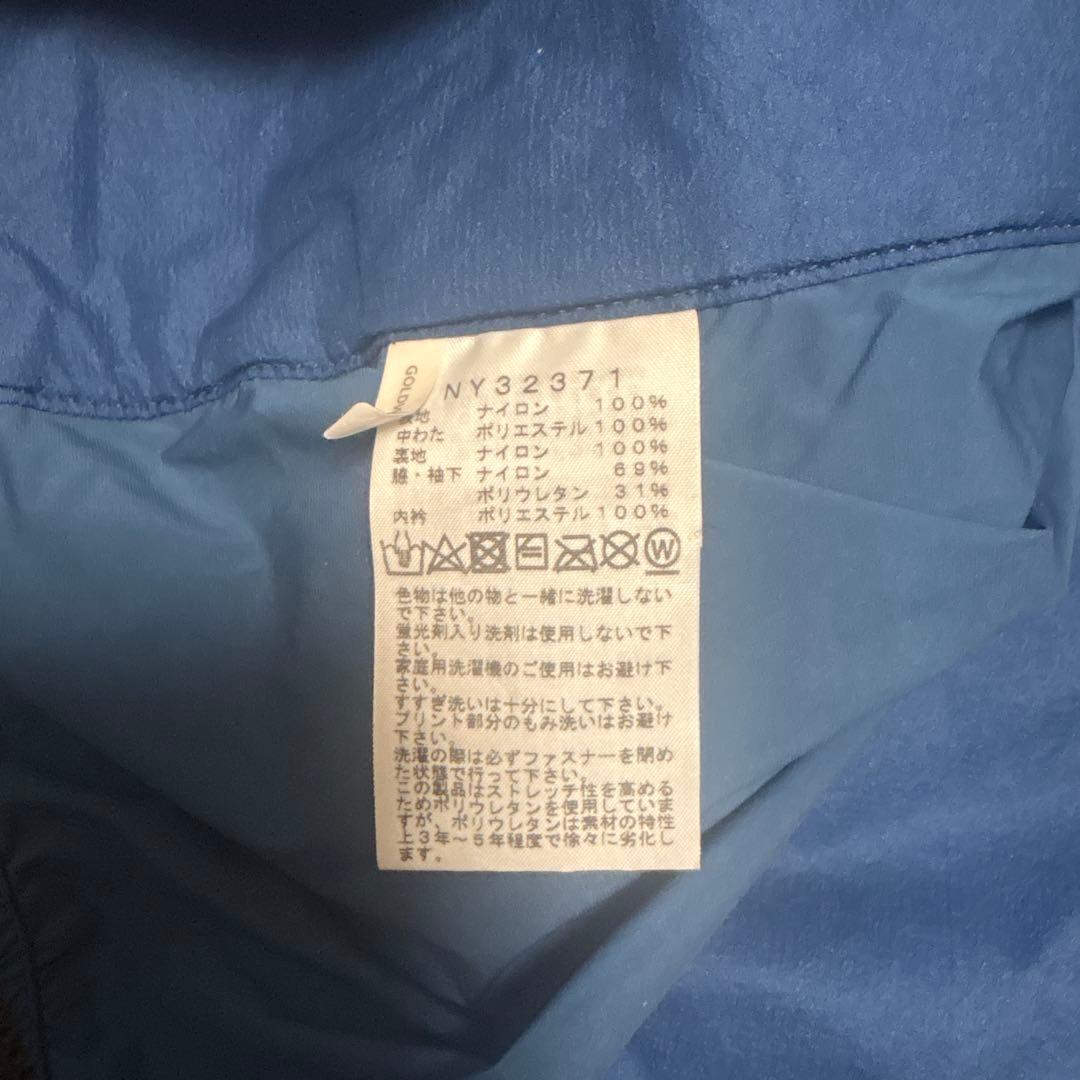 GOLDW
NY32371
表地 ナイロン 100%
中わた ポリエステル100%
裏地 ナイロン 100%
脇・袖下 ナイロン 69%
ポリウレタン 31%
内衿 ポリエステル100%
W
色物は他の物と一緒に洗濯しない
で下さい。
蛍光剤入り洗剤は使用しないで下
さい。
家庭用洗濯機のご使用はお避け下
さい。
すすぎ洗いは十分にして下さい。
プリント部分のもみ洗いはお避け
下さい。
洗濯の際は必ずファスナーを閉め
た状態で行って下さい。
この製品はストレッチ性を高める
ためポリウレタンを使用していま
すが、ポリウレタンは素材の特性
上3年～5年程度で徐々に劣化し
ます。